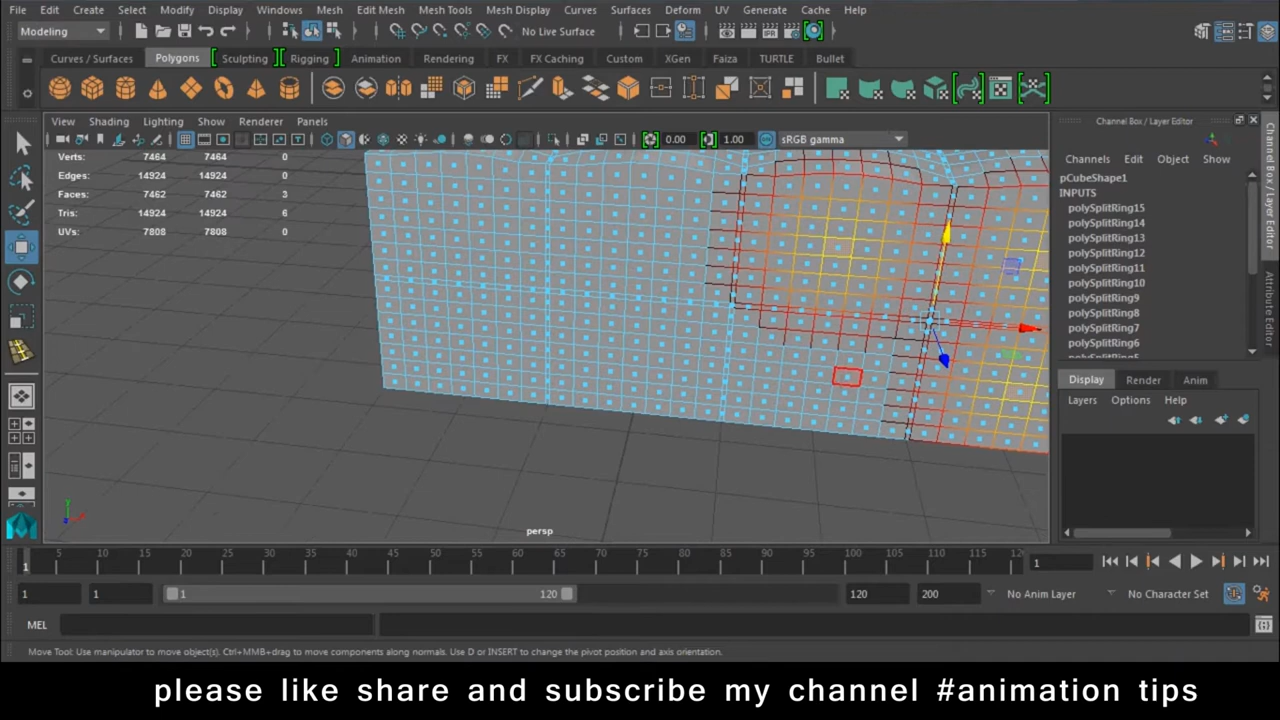 File Edit Create Select Modify Display Windows Mesh Edit Mesh Mesh Tools Mesh Display Curves Surfaces Deform UV Generate Cache Help
Modeling No Live Surface
Curves / Surfaces Polygons Sculpting Rigging Animation Rendering FX FX Caching Custom XGen Faiza TURTLE Bullet
View Shading Lighting Show Renderer Panels
0.00 1.00 sRGB gamma
Verts: 7464 7464 0
Edges: 14924 14924 0
Faces: 7462 7462 3
Tris: 14924 14924 6
UVs: 7808 7808 0
persp
Channel Box / Layer Editor
Channels Edit Object Show
pCubeShape1
INPUTS
polySplitRing15
polySplitRing14
polySplitRing13
polySplitRing12
polySplitRing11
polySplitRing10
polySplitRing9
polySplitRing8
polySplitRing7
polySplitRing6
Display Render Anim
Layers Options Help
Channel Box / Layer Editor
Attribute Editor
5 10 15 20 25 30 35 40 45 50 55 60 65 70 75 80 85 90 95 100 105 110 115
1 1
1 1 1 120 120 200 No Anim Layer No Character Set
MEL
Move Tool: Use manipulator to move object(s). Ctrl+MMB+drag to move components along normals. Use D or INSERT to change the pivot position and axis orientation.
please like share and subscribe my channel #animation tips